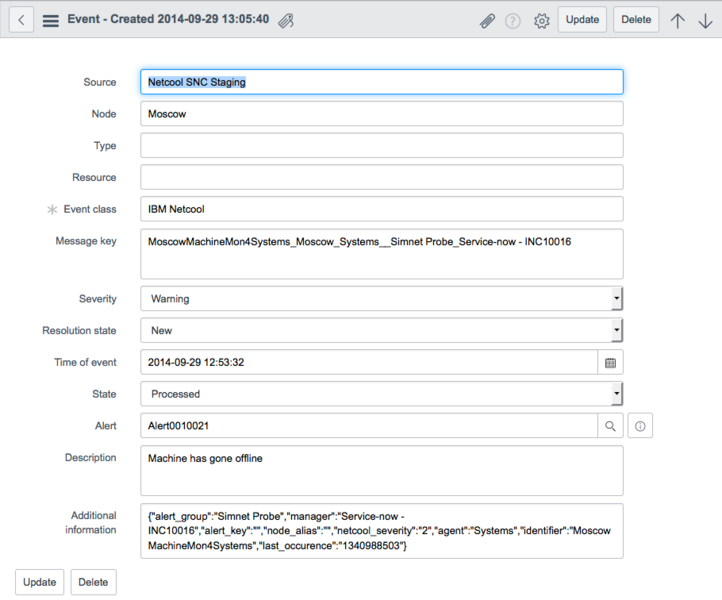 Event - Created 2014-09-29 13:05:40
Update
Delete
Source
Netcool SNC Staging
Node
Moscow
Type
Resource
Event class
IBM Netcool
Message key
MoscowMachineMon4Systems_Moscow_Systems__Simnet Probe_Service-now - INC10016
Severity
Warning
Resolution state
New
Time of event
2014-09-29 12:53:32
State
Processed
Alert
Alert0010021
Description
Machine has gone offline
Additional
information
{"alert_group":"Simnet Probe","manager":"Service-now -
INC10016","alert_key":"","node_alias":"","netcool_severity":"2","agent":"Systems","identifier":"Moscow
MachineMon4Systems","last_occurence":"1340988503"}
Update
Delete